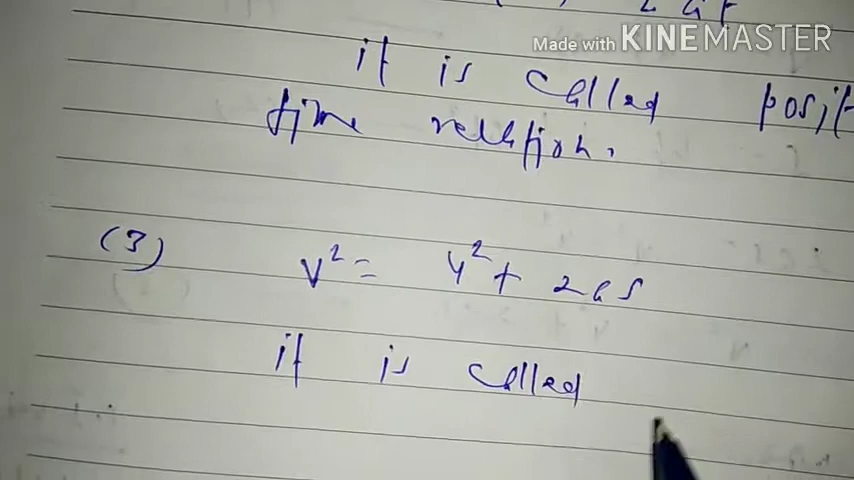 Made with KINEMASTER
it is called posit
time relation.
(3) v² = u² + 2as
it is called